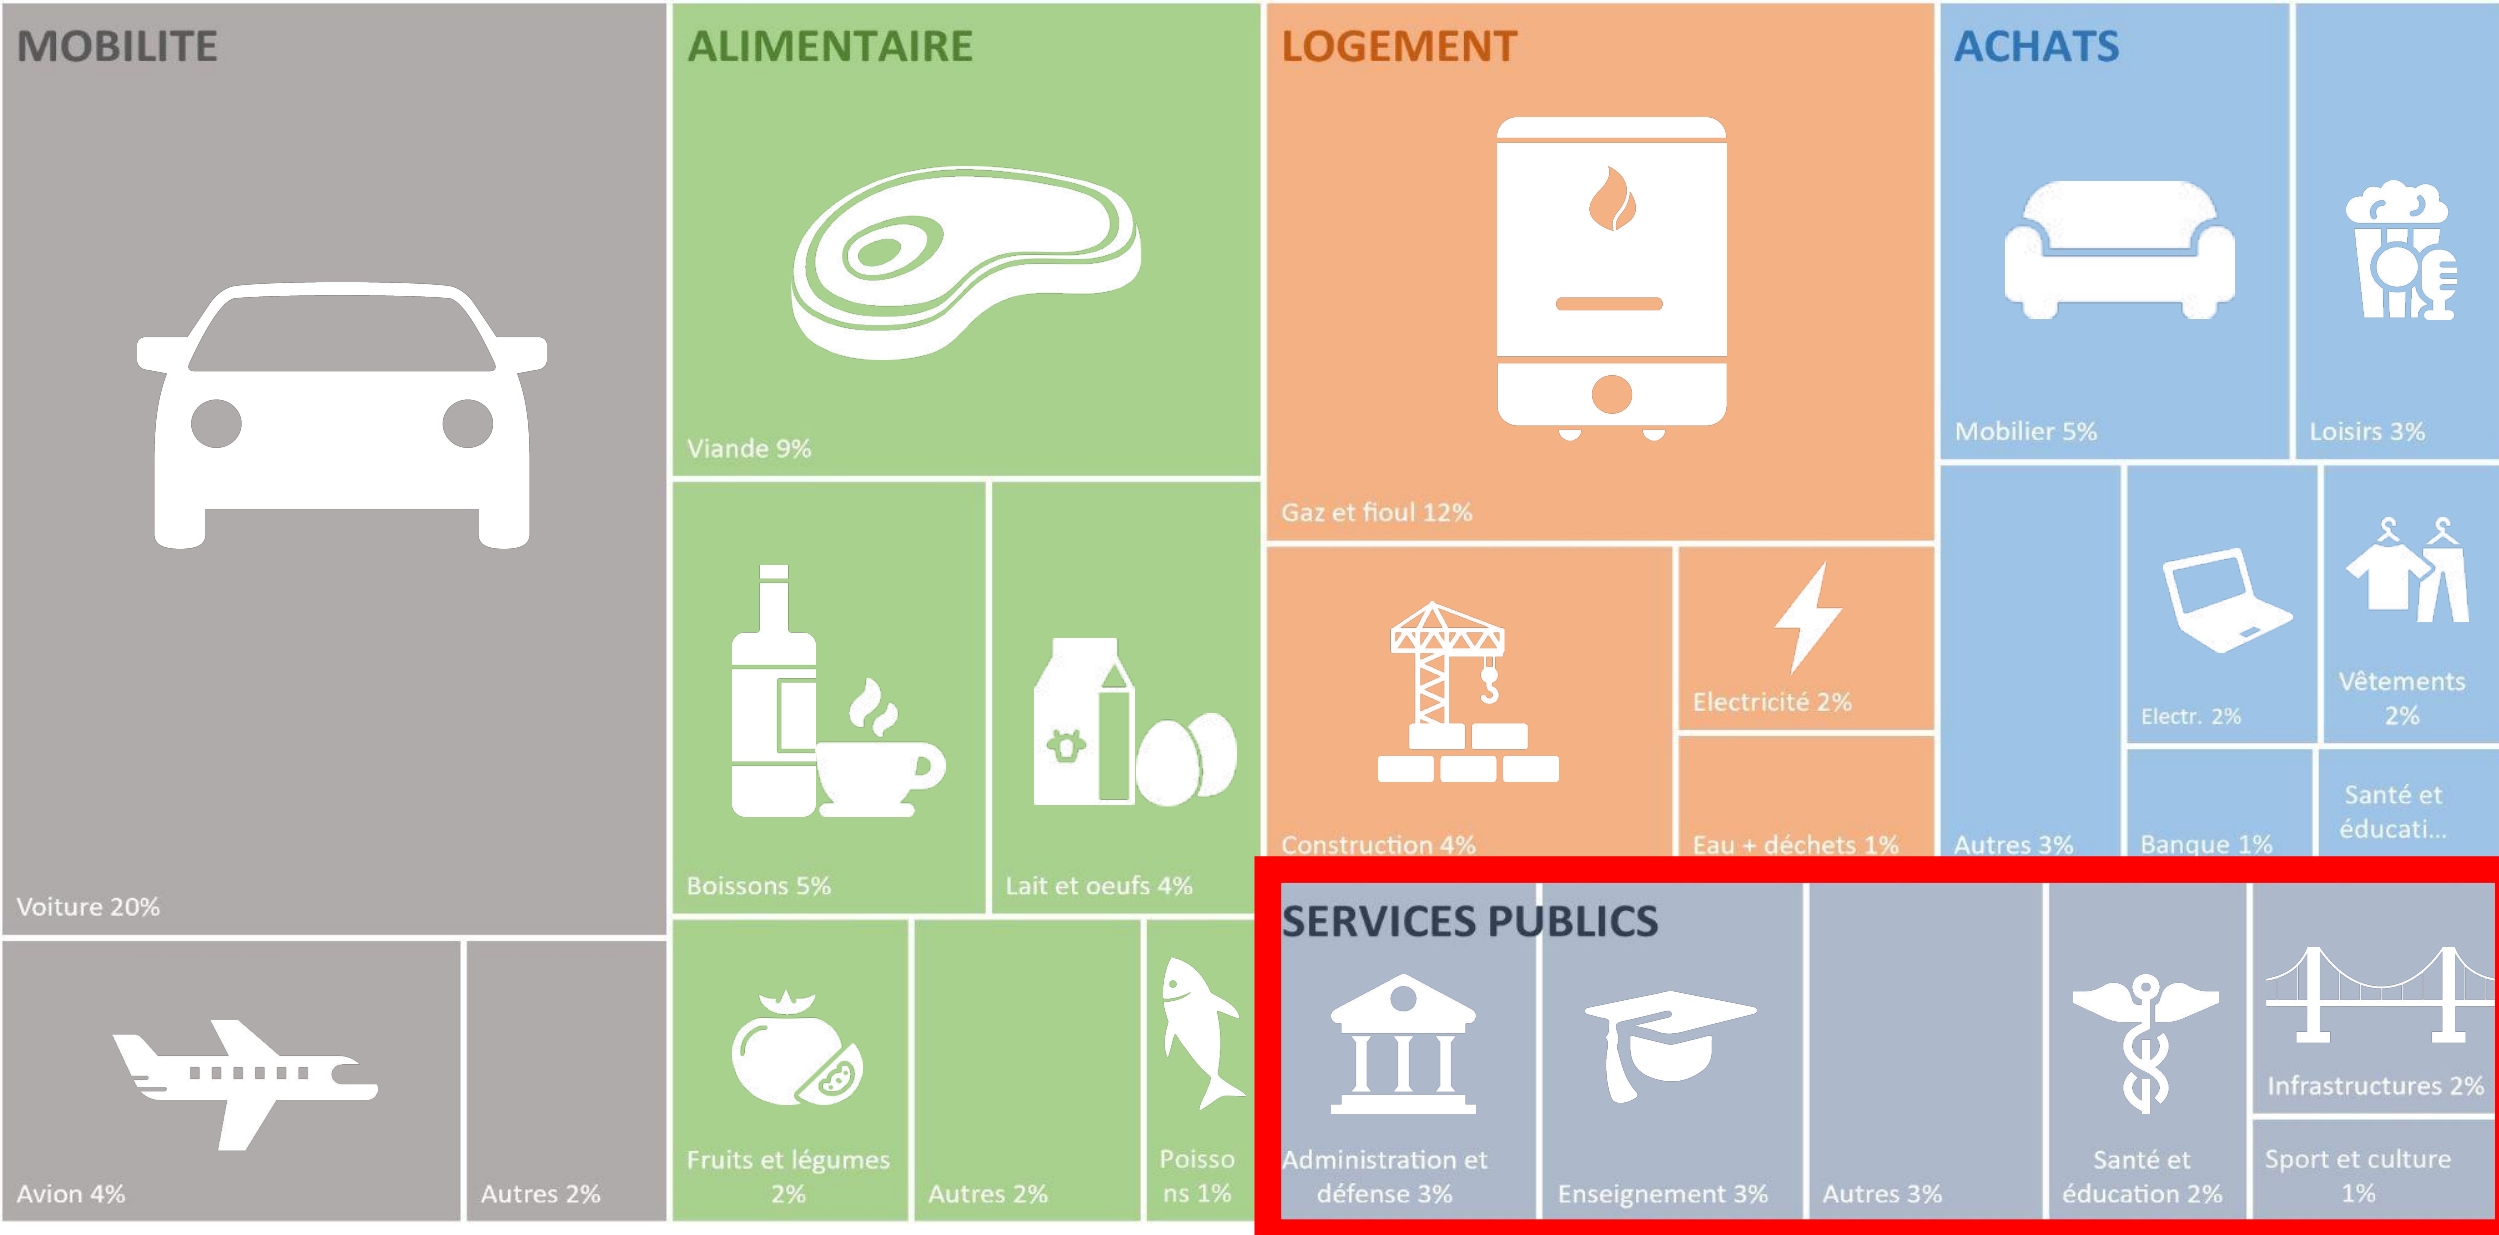 MOBILITE
Voiture 20%
Avion 4%
Autres 2%
ALIMENTAIRE
Viande 9%
Boissons 5%
Lait et oeufs 4%
Fruits et légumes
2%
Autres 2%
Poisso
ns 1%
LOGEMENT
Gaz et fioul 12%
Construction 4%
Electricité 2%
Eau + déchets 1%
ACHATS
Mobilier 5%
Loisirs 3%
Autres 3%
Electr. 2%
Vêtements
2%
Banque 1%
Santé et
éducati...
SERVICES PUBLICS
Administration et
défense 3%
Enseignement 3%
Autres 3%
Santé et
éducation 2%
Infrastructures 2%
Sport et culture
1%